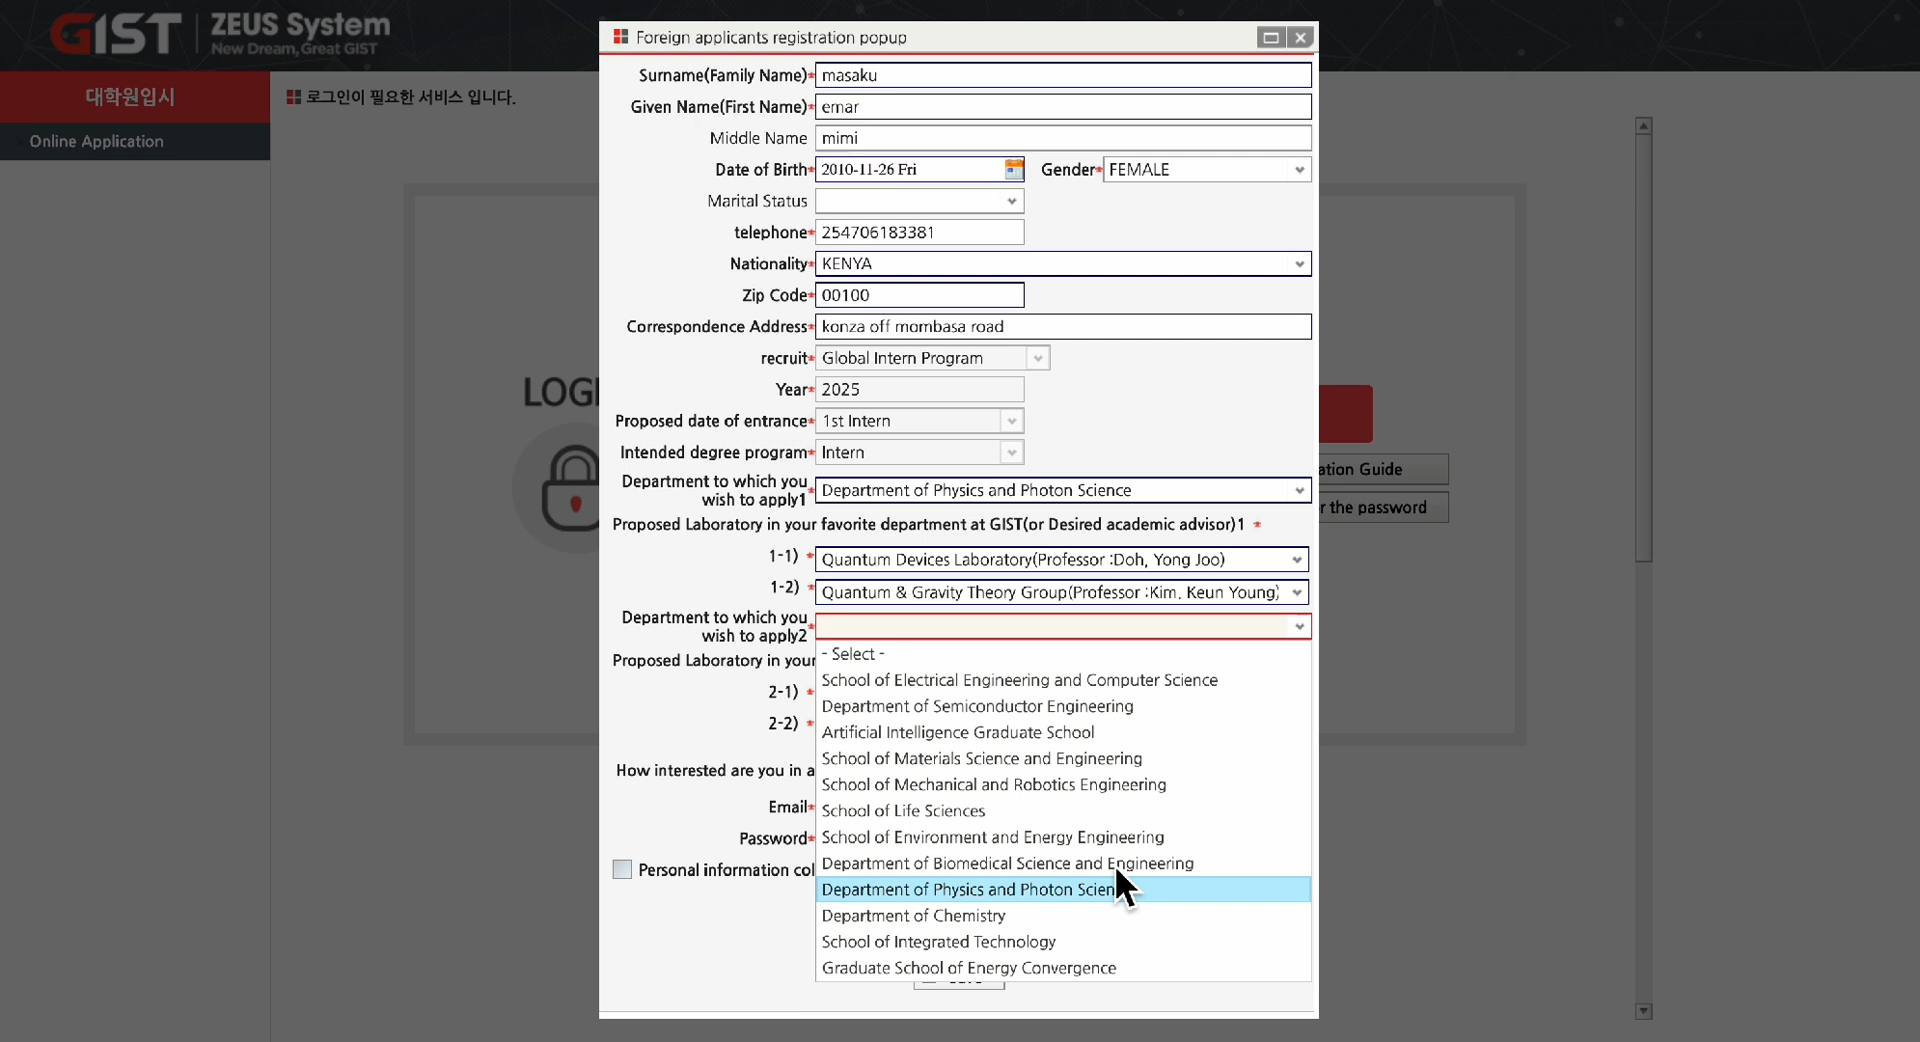 GIST ZEUS System
New Dream, Great GIST
대학원입시
Online Application
로그인이 필요한 서비스 입니다.
LOGI
ation Guide
r the password
Foreign applicants registration popup
Surname(Family Name)* masaku
Given Name(First Name)* emar
Middle Name mimi
Date of Birth* 2010-11-26 Fri Gender* FEMALE
Marital Status
telephone* 254706183381
Nationality* KENYA
Zip Code* 00100
Correspondence Address* konza off mombasa road
recruit* Global Intern Program
Year* 2025
Proposed date of entrance* 1st Intern
Intended degree program* Intern
Department to which you
wish to apply1* Department of Physics and Photon Science
Proposed Laboratory in your favorite department at GIST(or Desired academic advisor)1 *
1-1) * Quantum Devices Laboratory(Professor :Doh, Yong Joo)
1-2) * Quantum & Gravity Theory Group(Professor :Kim, Keun Young)
Department to which you
wish to apply2*
- Select -
Proposed Laboratory in your
School of Electrical Engineering and Computer Science
2-1) *
Department of Semiconductor Engineering
2-2) *
Artificial Intelligence Graduate School
School of Materials Science and Engineering
How interested are you in a
School of Mechanical and Robotics Engineering
Email*
School of Life Sciences
Password*
School of Environment and Energy Engineering
Personal information col
Department of Biomedical Science and Engineering
Department of Physics and Photon Scien
Department of Chemistry
School of Integrated Technology
Graduate School of Energy Convergence